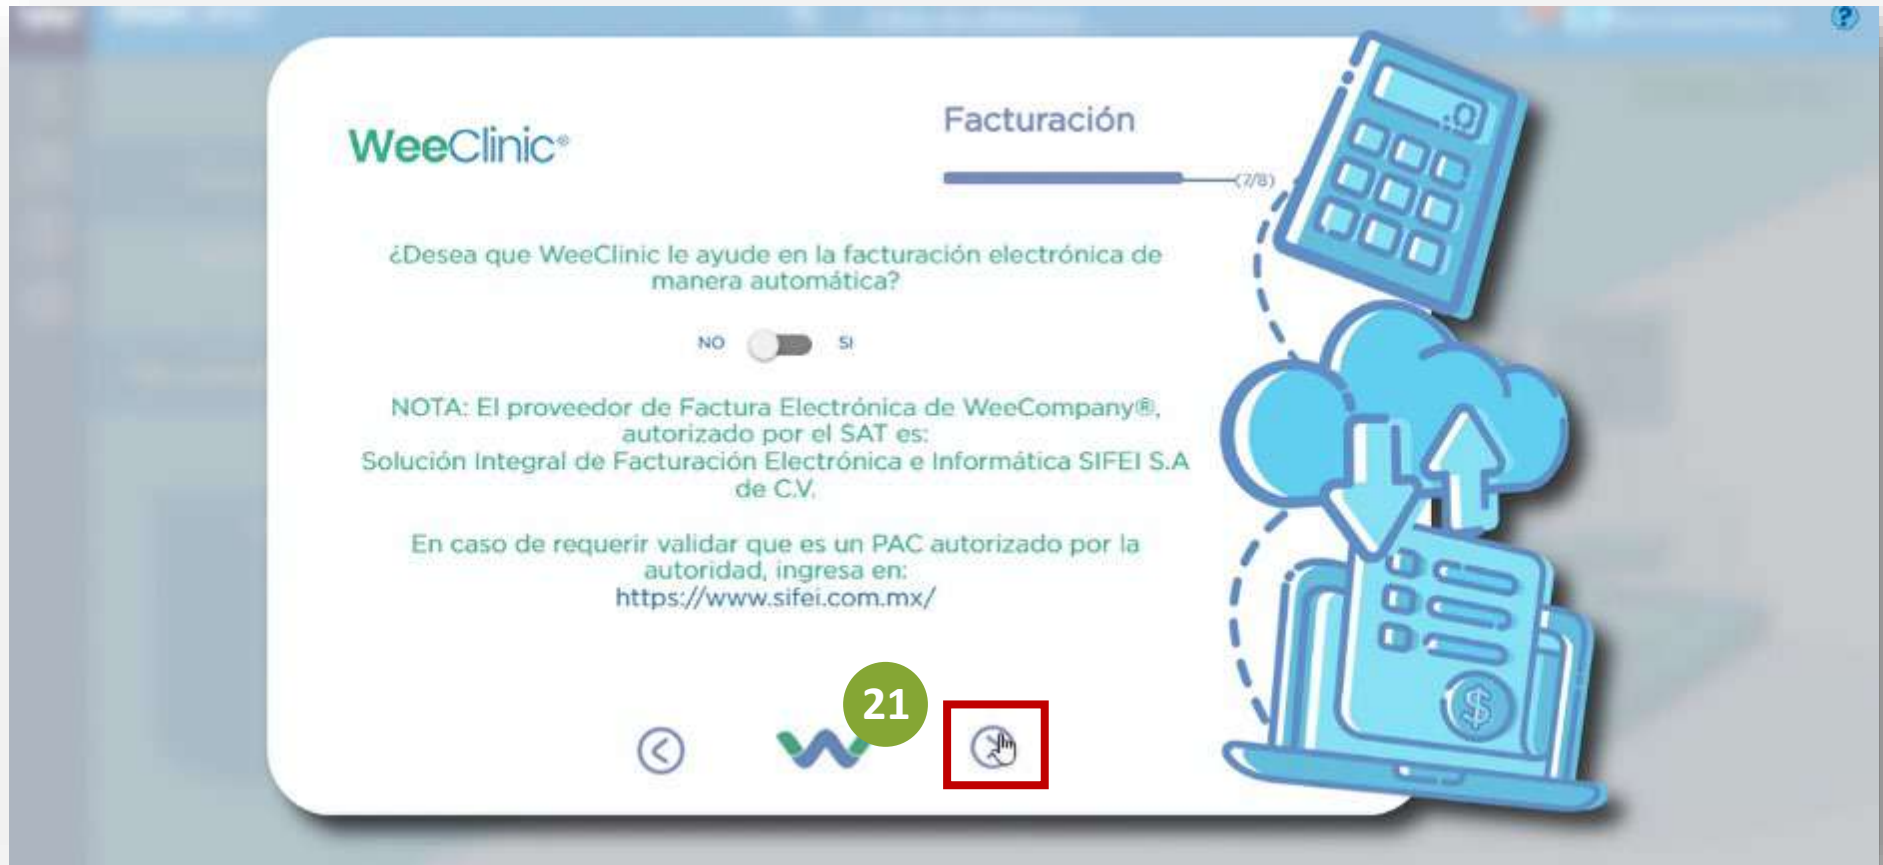 ?
WeeClinic®
Facturación
(7/8)
¿Desea que WeeClinic le ayude en la facturación electrónica de
manera automática?
NO SI
NOTA: El proveedor de Factura Electrónica de WeeCompany®,
autorizado por el SAT es:
Solución Integral de Facturación Electrónica e Informática SIFEI S.A
de C.V.
En caso de requerir validar que es un PAC autorizado por la
autoridad, ingresa en:
https://www.sifei.com.mx/
21
.0
$